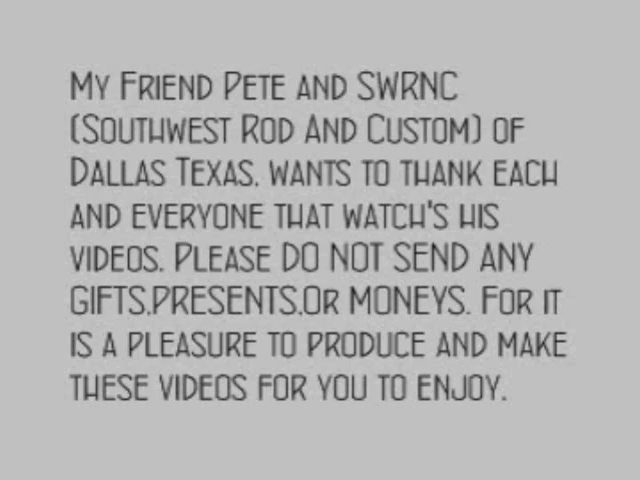 My Friend Pete and SWRNC
(Southwest Rod And Custom) of
Dallas Texas. wants to thank each
and everyone that watch's his
videos. Please DO NOT SEND ANY
GIFTS.PRESENTS.Or MONEYS. For it
is a pleasure to produce and make
these videos for you to enjoy.